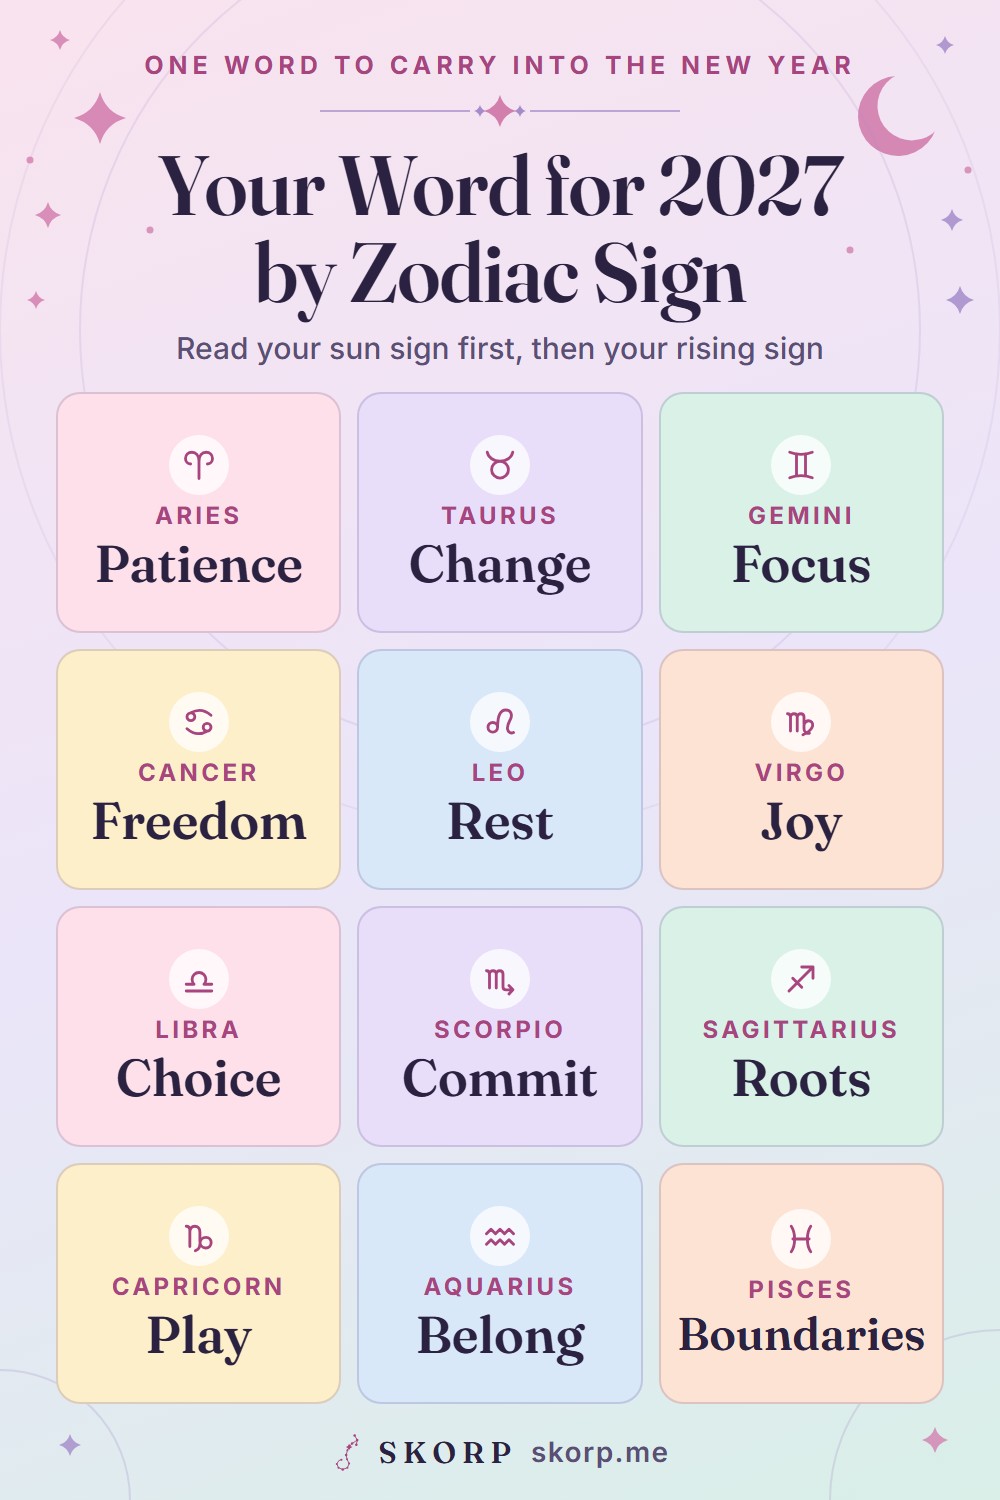 ONE WORD TO CARRY INTO THE NEW YEAR
Your Word for 2027
by Zodiac Sign
Read your sun sign first, then your rising sign
ARIES
Patience
TAURUS
Change
GEMINI
Focus
CANCER
Freedom
LEO
Rest
VIRGO
Joy
LIBRA
Choice
SCORPIO
Commit
SAGITTARIUS
Roots
CAPRICORN
Play
AQUARIUS
Belong
PISCES
Boundaries
SKORP skorp.me